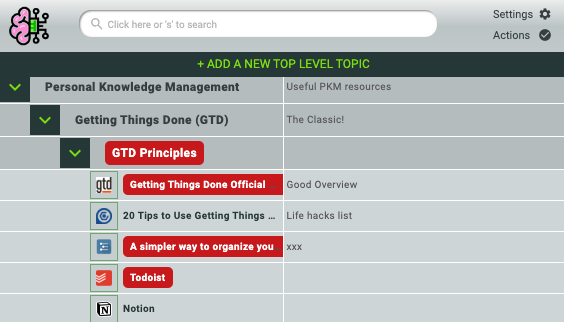 Click here or 's' to search
Settings
Actions
+ ADD A NEW TOP LEVEL TOPIC
Personal Knowledge Management Useful PKM resources
Getting Things Done (GTD) The Classic!
GTD Principles
gtd Getting Things Done Official Good Overview
20 Tips to Use Getting Things ... Life hacks list
A simpler way to organize you xxx
Todoist
N Notion